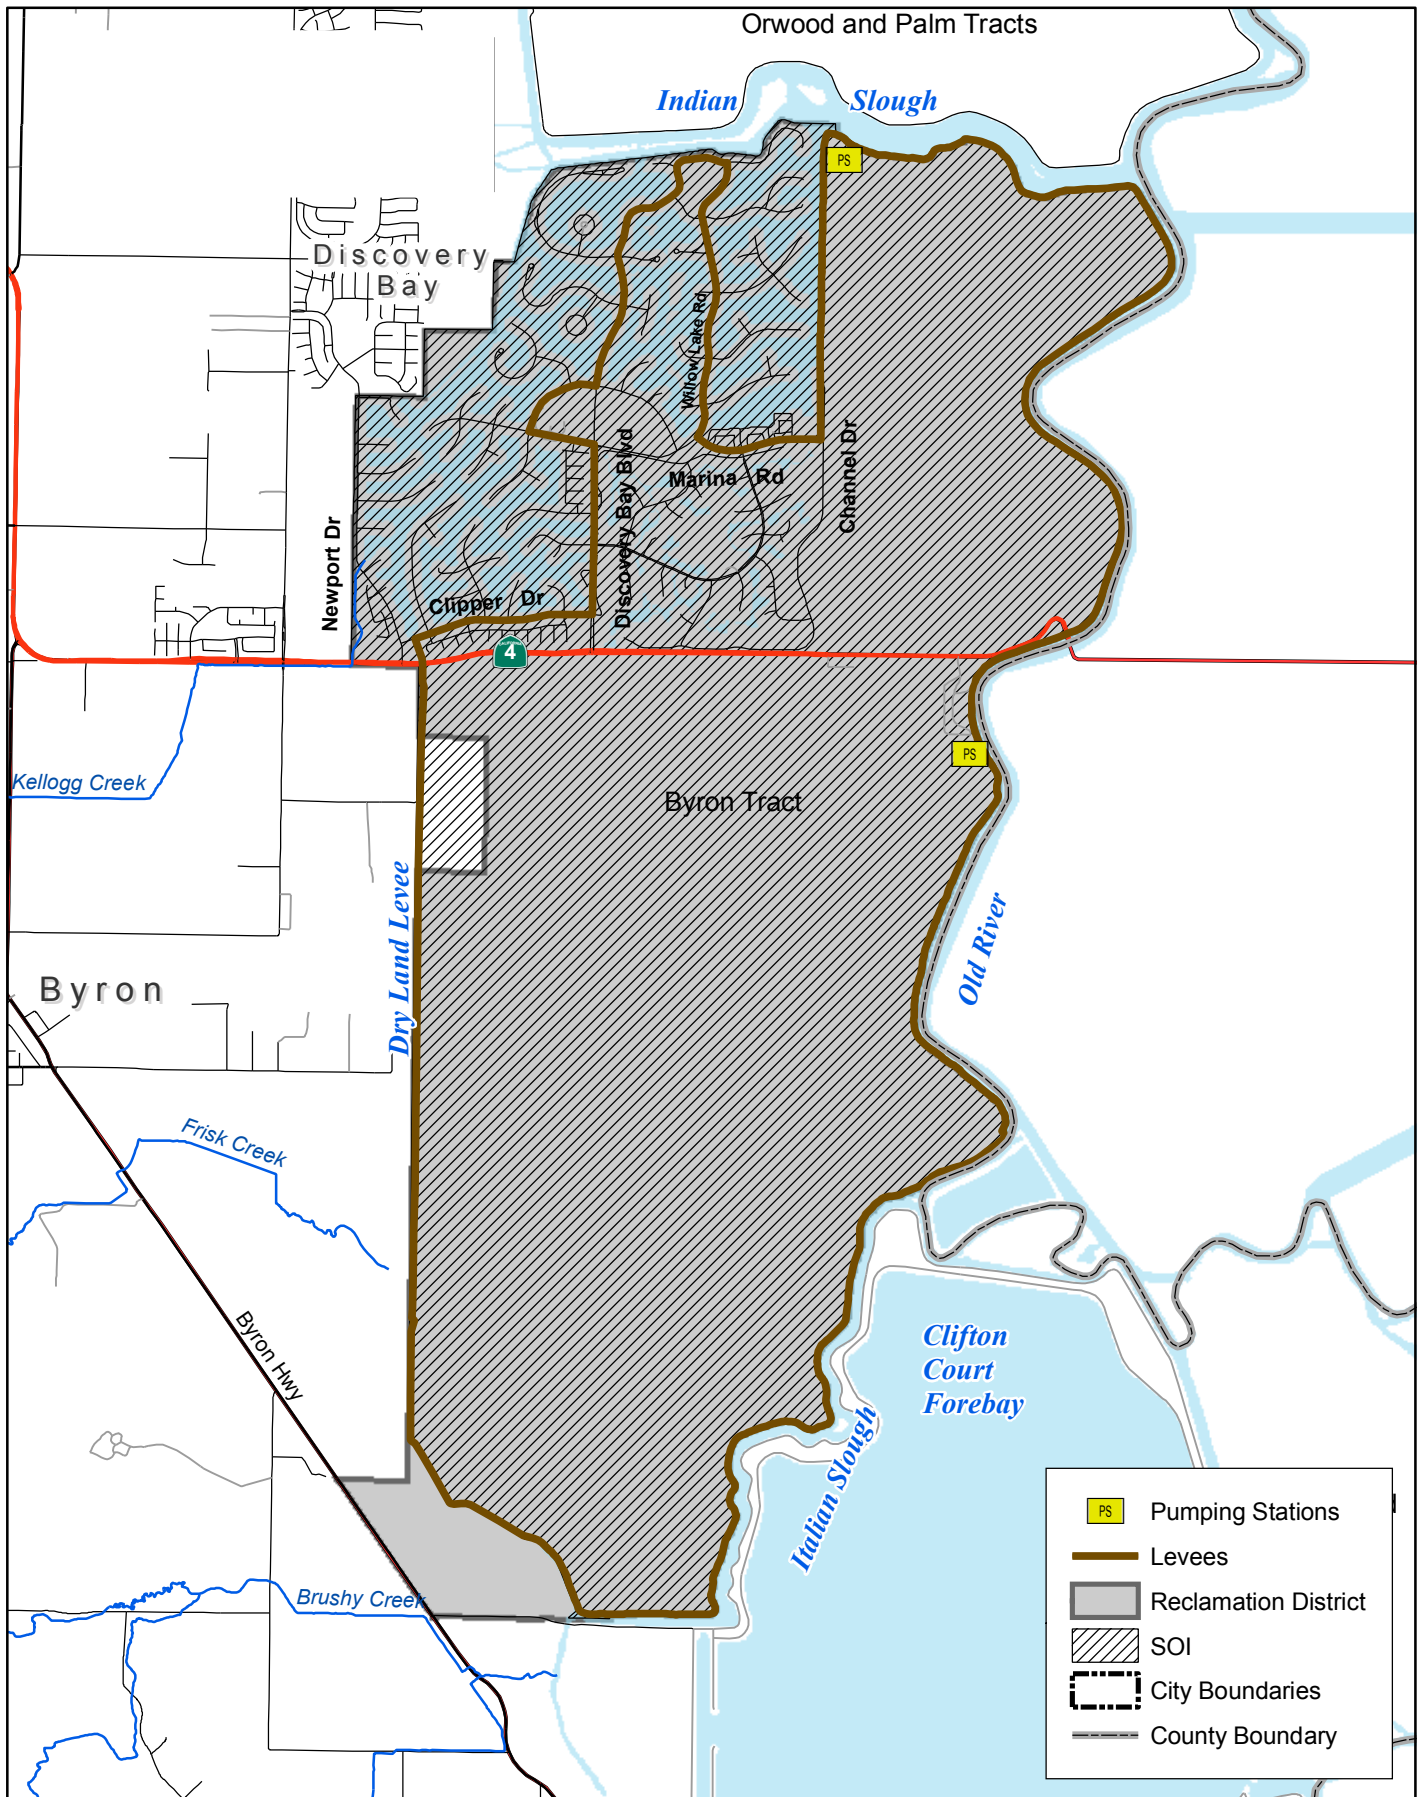 Orwood and Palm Tracts
Indian Slough
PS
Discovery
Bay
Willow Lake Rd
Discovery Bay Blvd
Marina Rd
Channel Dr
Newport Dr
Clipper Dr
4
PS
Kellogg Creek
Byron Tract
Dry Land Levee
Old River
Byron
Frisk Creek
Byron Hwy
Clifton
Court
Forebay
Italian Slough
Brushy Creek
PS Pumping Stations
Levees
Reclamation District
SOI
City Boundaries
County Boundary